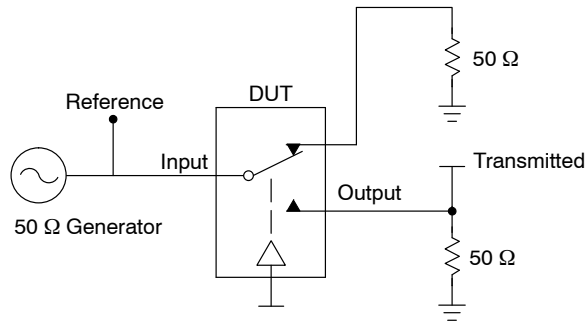 50 Ω
DUT
Reference
Input
Transmitted
Output
50 Ω Generator
50 Ω